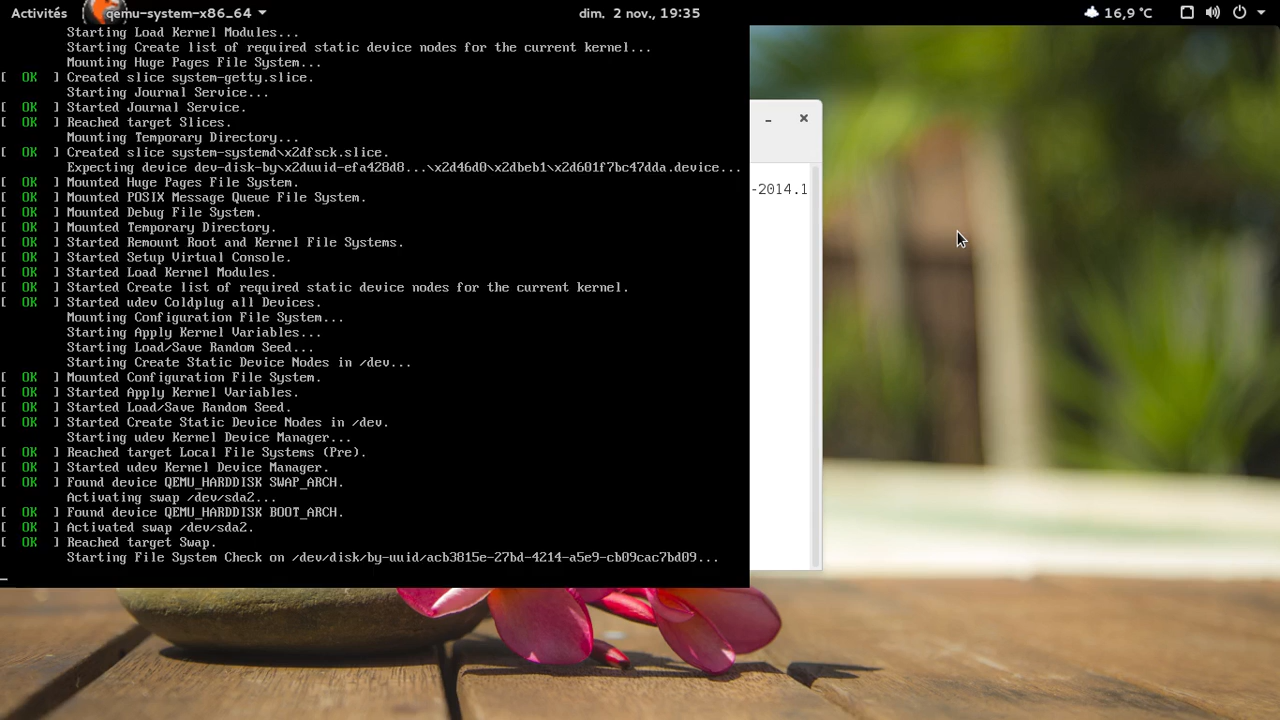 Activités qemu-system-x86_64 dim. 2 nov., 19:35 16,9 °C
Starting Load Kernel Modules...
Starting Create list of required static device nodes for the current kernel...
Mounting Huge Pages File System...
[ OK ] Created slice system-getty.slice.
Starting Journal Service...
[ OK ] Started Journal Service.
[ OK ] Reached target Slices.
Mounting Temporary Directory...
[ OK ] Created slice system-systemd\x2dfsck.slice.
Expecting device dev-disk-by\x2duuid-efa428d8...\x2d46d0\x2dbeb1\x2d601f7bc47dda.device...
[ OK ] Mounted Huge Pages File System.
[ OK ] Mounted POSIX Message Queue File System.
[ OK ] Mounted Debug File System.
[ OK ] Mounted Temporary Directory.
[ OK ] Started Remount Root and Kernel File Systems.
[ OK ] Started Setup Virtual Console.
[ OK ] Started Load Kernel Modules.
[ OK ] Started Create list of required static device nodes for the current kernel.
[ OK ] Started udev Coldplug all Devices.
Mounting Configuration File System...
Starting Apply Kernel Variables...
Starting Load/Save Random Seed...
Starting Create Static Device Nodes in /dev...
[ OK ] Mounted Configuration File System.
[ OK ] Started Apply Kernel Variables.
[ OK ] Started Load/Save Random Seed.
[ OK ] Started Create Static Device Nodes in /dev.
Starting udev Kernel Device Manager...
[ OK ] Reached target Local File Systems (Pre).
[ OK ] Started udev Kernel Device Manager.
[ OK ] Found device QEMU_HARDDISK SWAP_ARCH.
Activating swap /dev/sda2...
[ OK ] Found device QEMU_HARDDISK BOOT_ARCH.
[ OK ] Activated swap /dev/sda2.
[ OK ] Reached target Swap.
Starting File System Check on /dev/disk/by-uuid/acb3815e-27bd-4214-a5e9-cb09cac7bd09...
-2014.1